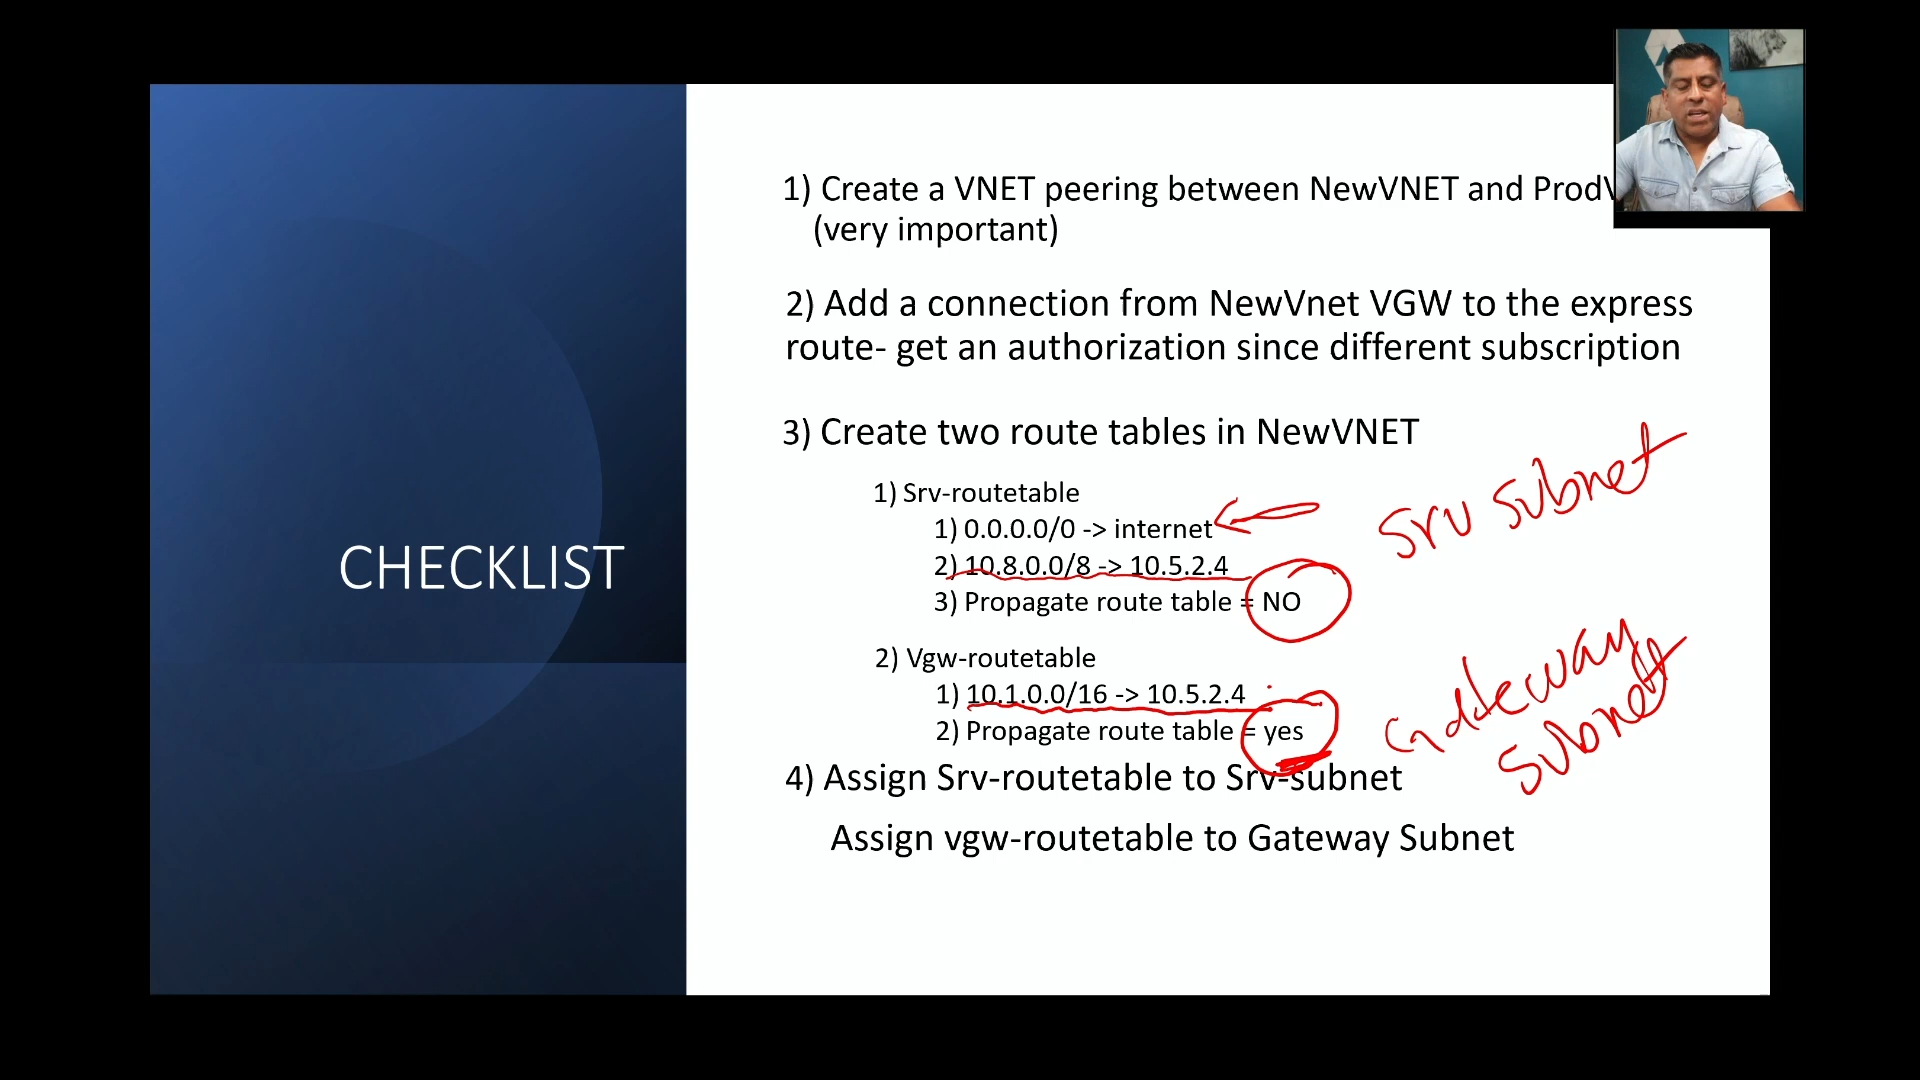 CHECKLIST
1) Create a VNET peering between NewVNET and
(very important)
2) Add a connection from NewVnet VGW to the express
route- get an authorization since different subscription
3) Create two route tables in NewVNET
1) Srv-routetable
1) 0.0.0.0/0 -> internet
2) 10.8.0.0/8 -> 10.5.2.4
3) Propagate route table = NO
srv subnet
2) Vgw-routetable
1) 10.1.0.0/16 -> 10.5.2.4
2) Propagate route table = yes
Gateway
Subnet
4) Assign Srv-routetable to Srv-subnet
Assign vgw-routetable to Gateway Subnet